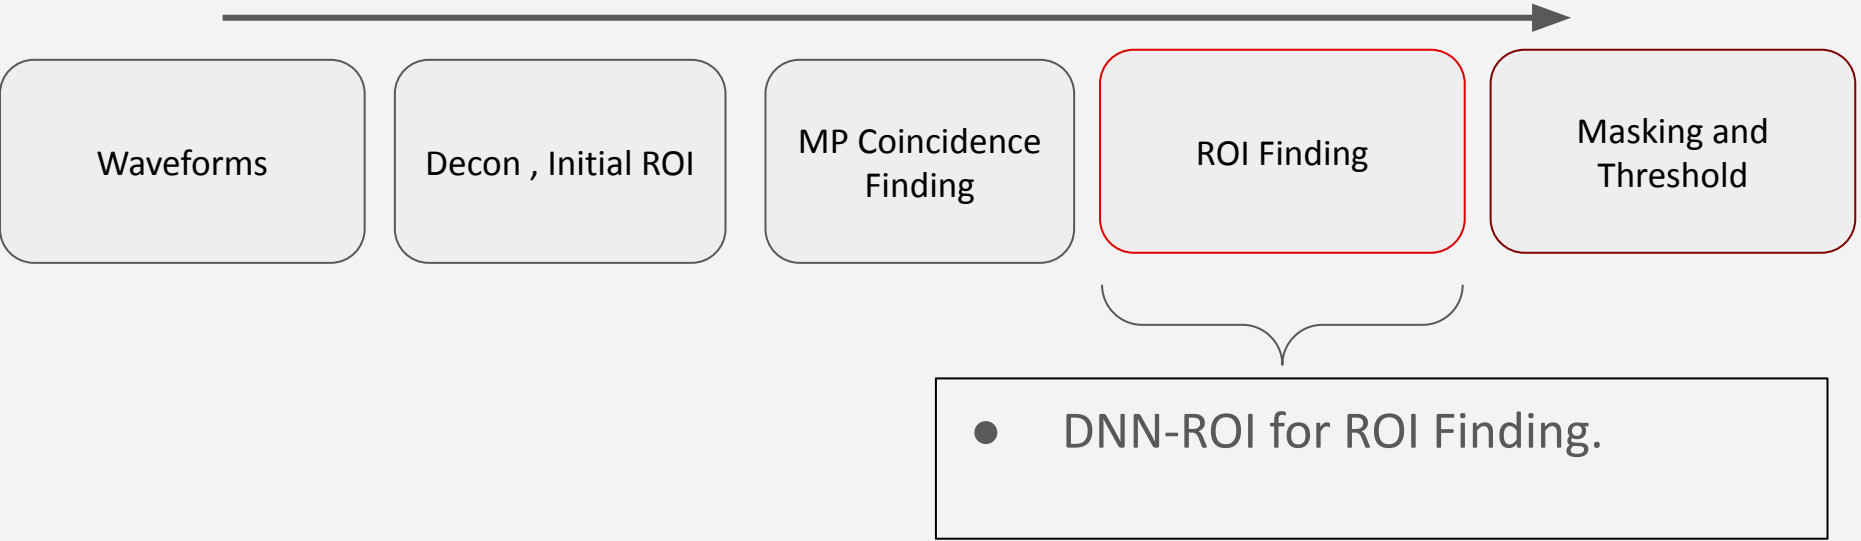 Waveforms
Decon , Initial ROI
MP Coincidence
Finding
ROI Finding
Masking and
Threshold
● DNN-ROI for ROI Finding.